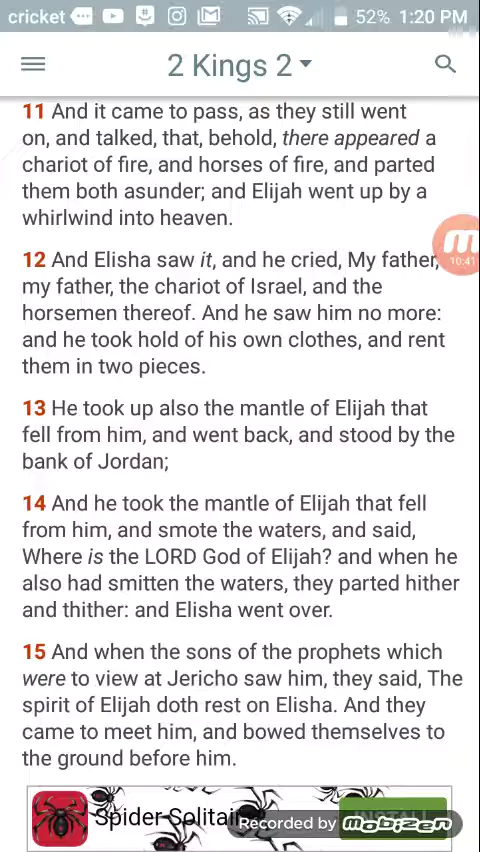 cricket 52% 1:20 PM
2 Kings 2
11 And it came to pass, as they still went
on, and talked, that, behold, there appeared a
chariot of fire, and horses of fire, and parted
them both asunder; and Elijah went up by a
whirlwind into heaven.
12 And Elisha saw it, and he cried, My father,
my father, the chariot of Israel, and the
horsemen thereof. And he saw him no more:
and he took hold of his own clothes, and rent
them in two pieces.
10:41
13 He took up also the mantle of Elijah that
fell from him, and went back, and stood by the
bank of Jordan;
14 And he took the mantle of Elijah that fell
from him, and smote the waters, and said,
Where is the LORD God of Elijah? and when he
also had smitten the waters, they parted hither
and thither: and Elisha went over.
15 And when the sons of the prophets which
were to view at Jericho saw him, they said, The
spirit of Elijah doth rest on Elisha. And they
came to meet him, and bowed themselves to
the ground before him.
Spider Solitai
Recorded by mobizen